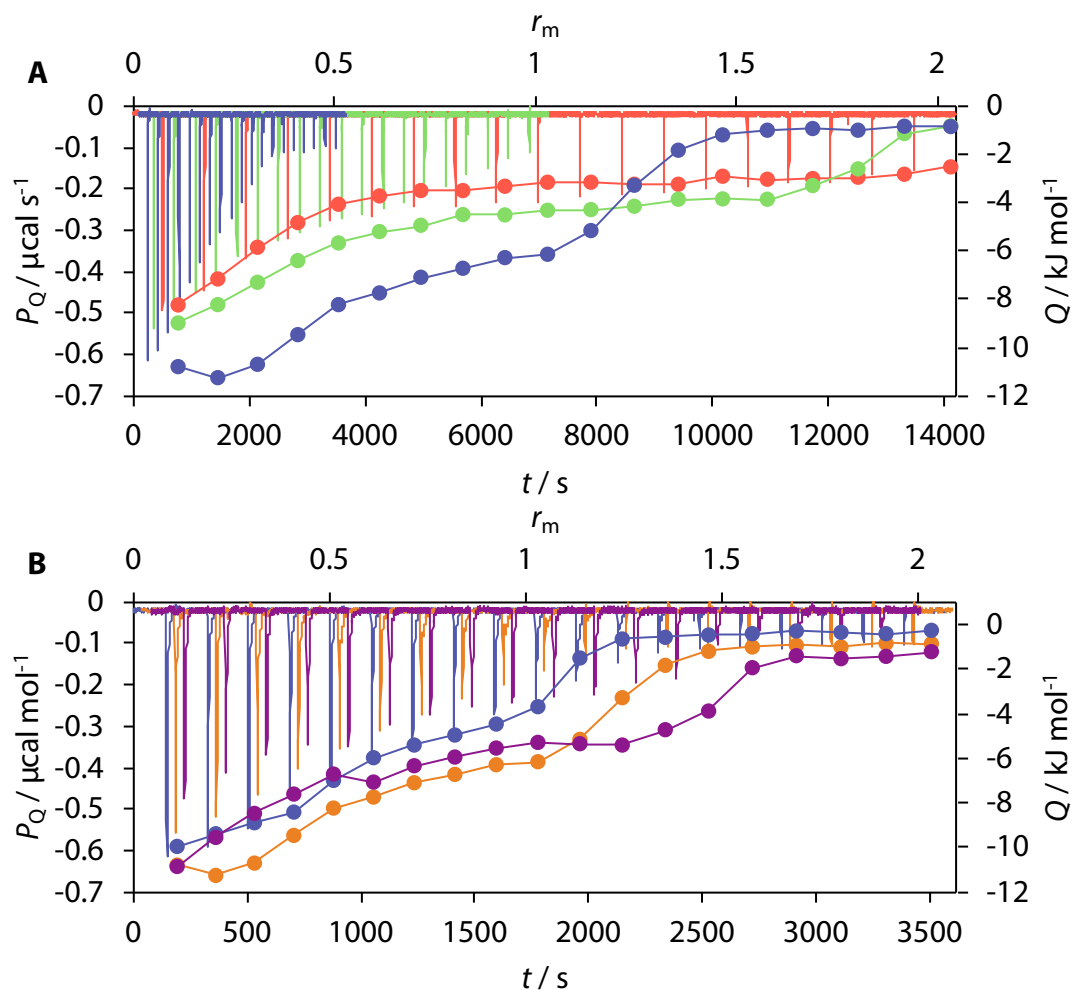 r_m
A
0 0.5 1 1.5 2
0 0
-0.1 -2
-0.2 -4
-0.3 -6
-0.4 -8
-0.5 -10
-0.6 -12
-0.7
P_Q / µcal s⁻¹
Q / kJ mol⁻¹
0 2000 4000 6000 8000 10000 12000 14000
t / s
r_m
B
0 0.5 1 1.5 2
0 0
-0.1 -2
-0.2 -4
-0.3 -6
-0.4 -8
-0.5 -10
-0.6 -12
-0.7
P_Q / µcal mol⁻¹
Q / kJ mol⁻¹
0 500 1000 1500 2000 2500 3000 3500
t / s